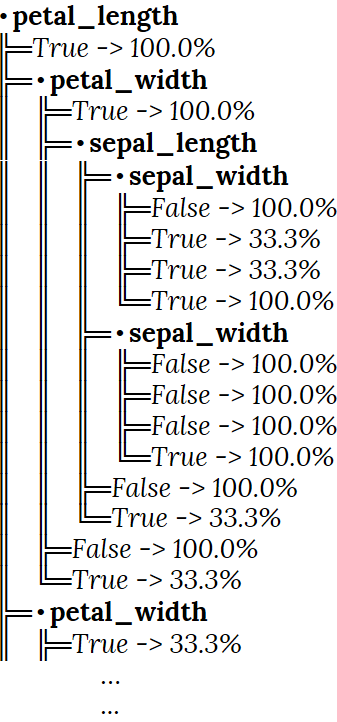 • petal_length
╠═True -> 100.0%
╠═ • petal_width
║ ╠═True -> 100.0%
║ ╠═ • sepal_length
║ ║ ╠═ • sepal_width
║ ║ ║ ╠═False -> 100.0%
║ ║ ║ ╠═True -> 33.3%
║ ║ ║ ╠═True -> 33.3%
║ ║ ║ ╚═True -> 100.0%
║ ║ ╠═ • sepal_width
║ ║ ║ ╠═False -> 100.0%
║ ║ ║ ╠═False -> 100.0%
║ ║ ║ ╠═False -> 100.0%
║ ║ ║ ╚═True -> 100.0%
║ ║ ╠═False -> 100.0%
║ ║ ╚═True -> 33.3%
║ ╠═False -> 100.0%
║ ╚═True -> 33.3%
╠═ • petal_width
║ ╠═True -> 33.3%
...
...